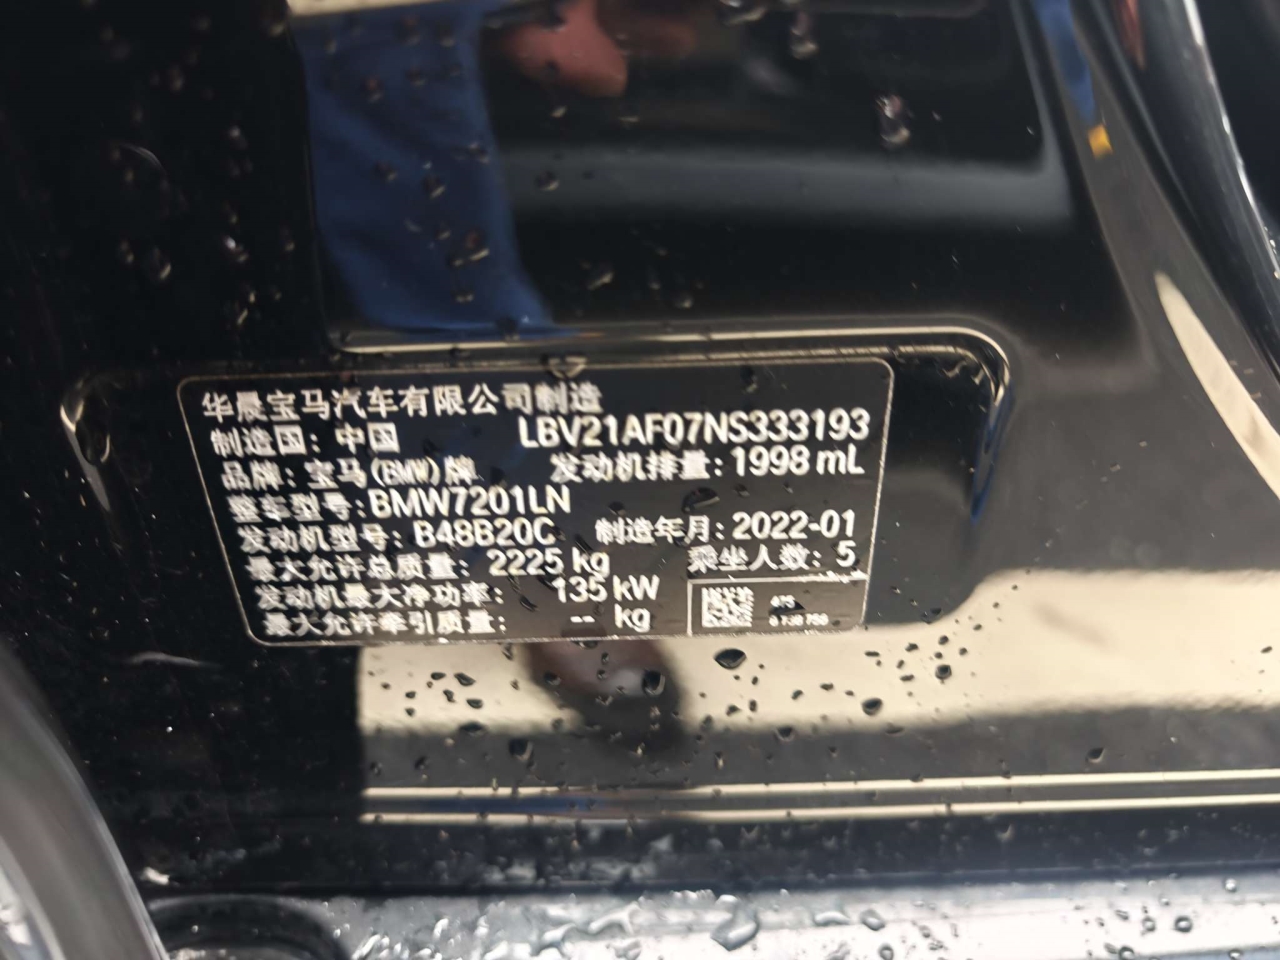 华晨宝马汽车有限公司制造
制造国：中国 LBV21AF07NS333193
品牌：宝马(BMW)牌 发动机排量：1998 mL
整车型号：BMW7201LN
发动机型号：B48B20C 制造年月：2022-01
最大允许总质量：2225 kg 乘坐人数：5
发动机最大净功率：135 kW
最大允许牵引质量：-- kg
475